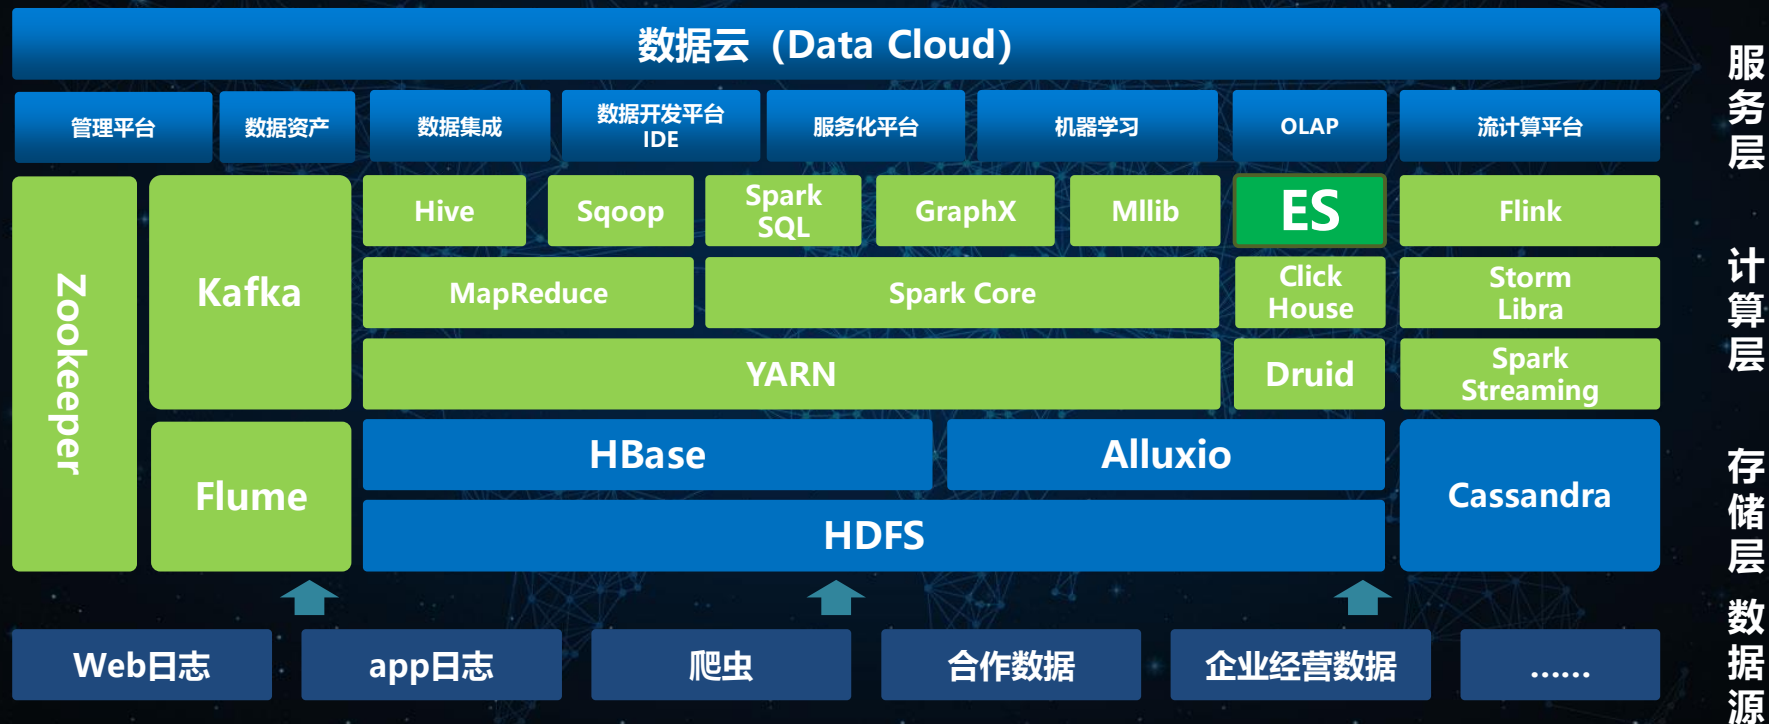 数据云（Data Cloud）
管理平台
数据资产
数据集成
数据开发平台
IDE
服务化平台
机器学习
OLAP
流计算平台
服务层
Zookeeper
Kafka
Hive
Sqoop
Spark
SQL
GraphX
Mllib
ES
Flink
MapReduce
Spark Core
Click
House
Storm
Libra
YARN
Druid
Spark
Streaming
计算层
Flume
HBase
Alluxio
Cassandra
HDFS
存储层
Web日志
app日志
爬虫
合作数据
企业经营数据
……
数据源